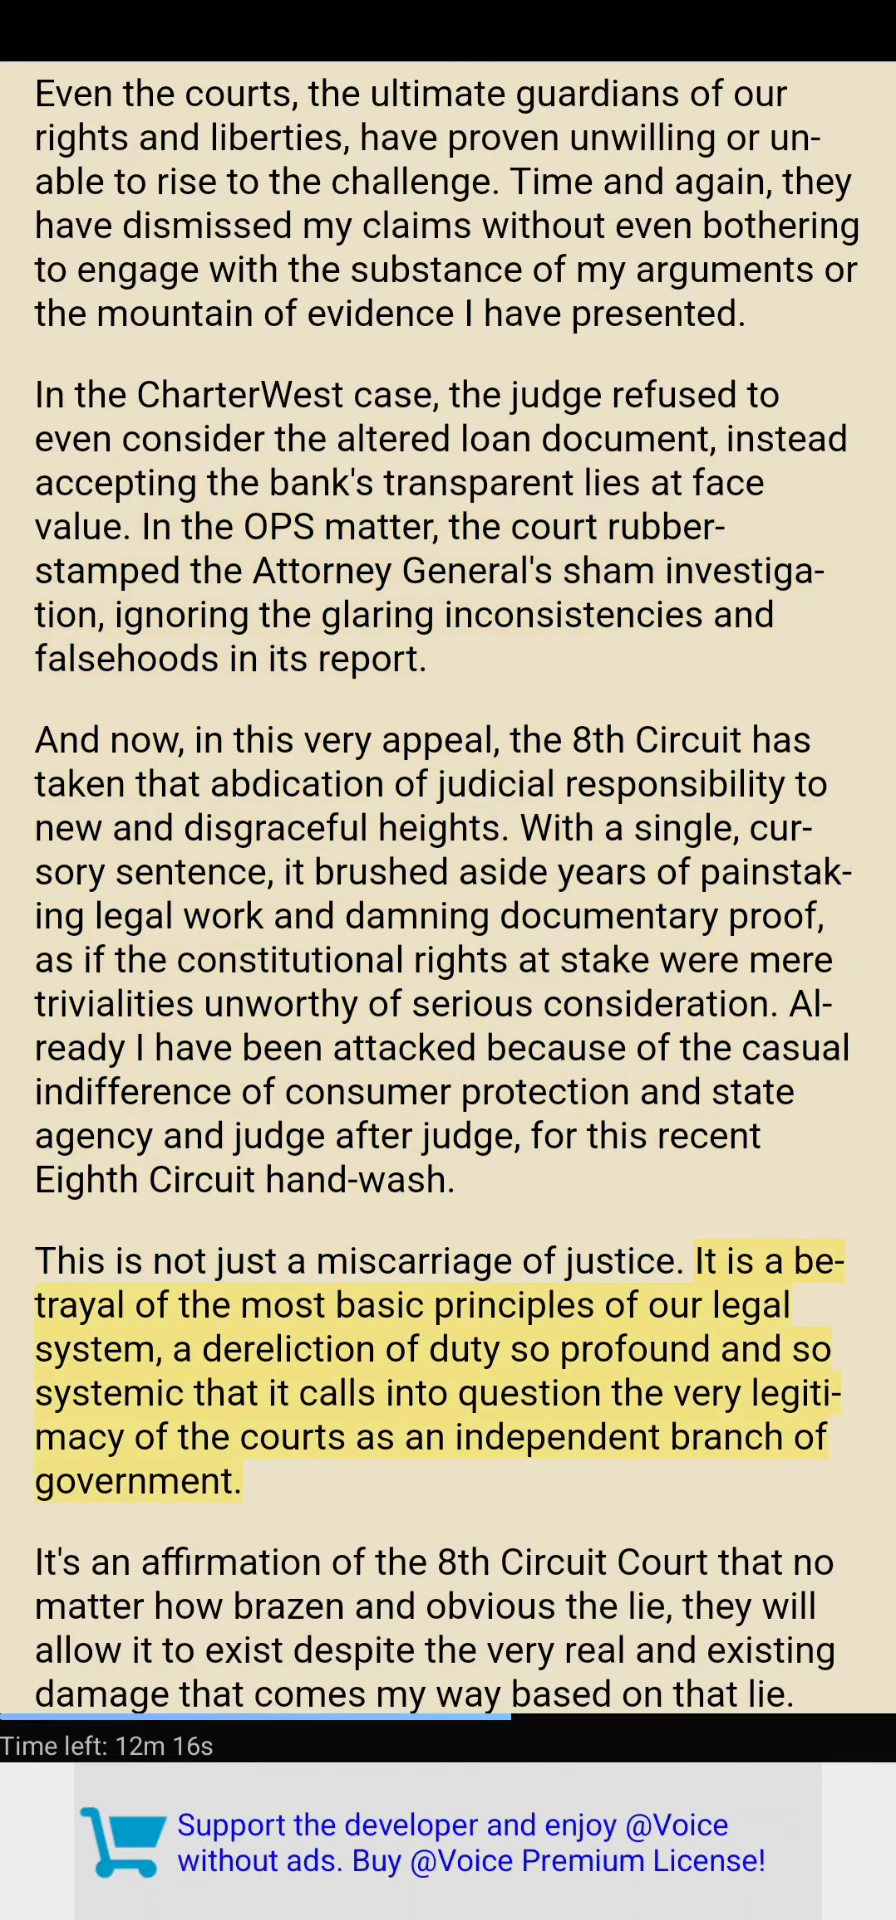 Even the courts, the ultimate guardians of our
rights and liberties, have proven unwilling or un-
able to rise to the challenge. Time and again, they
have dismissed my claims without even bothering
to engage with the substance of my arguments or
the mountain of evidence I have presented.
In the CharterWest case, the judge refused to
even consider the altered loan document, instead
accepting the bank's transparent lies at face
value. In the OPS matter, the court rubber-
stamped the Attorney General's sham investiga-
tion, ignoring the glaring inconsistencies and
falsehoods in its report.
And now, in this very appeal, the 8th Circuit has
taken that abdication of judicial responsibility to
new and disgraceful heights. With a single, cur-
sory sentence, it brushed aside years of painstak-
ing legal work and damning documentary proof,
as if the constitutional rights at stake were mere
trivialities unworthy of serious consideration. Al-
ready I have been attacked because of the casual
indifference of consumer protection and state
agency and judge after judge, for this recent
Eighth Circuit hand-wash.
This is not just a miscarriage of justice. It is a be-
trayal of the most basic principles of our legal
system, a dereliction of duty so profound and so
systemic that it calls into question the very legiti-
macy of the courts as an independent branch of
government.
It's an affirmation of the 8th Circuit Court that no
matter how brazen and obvious the lie, they will
allow it to exist despite the very real and existing
damage that comes my way based on that lie.
Time left: 12m 16s
Support the developer and enjoy @Voice
without ads. Buy @Voice Premium License!